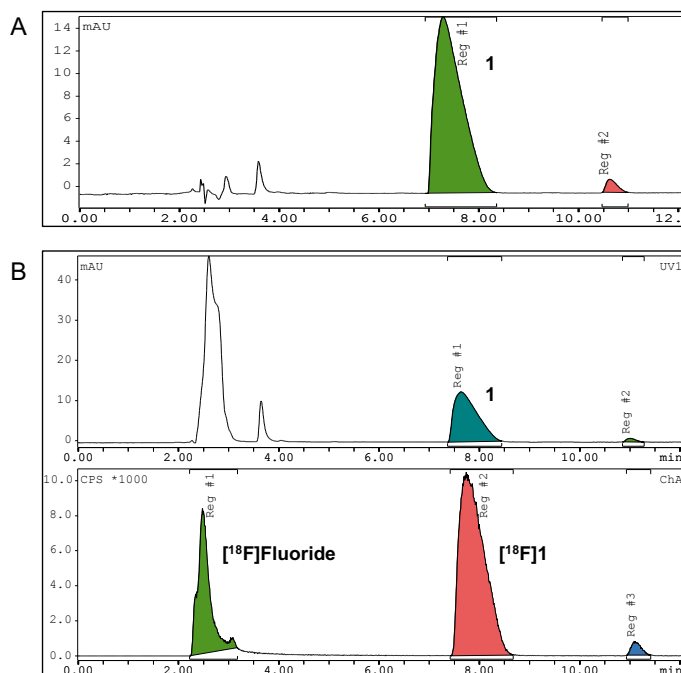 A
mAU
14
12
10
8
6
4
2
0
Reg #1
1
Reg #2
0.00 2.00 4.00 6.00 8.00 10.00 12.0
B
mAU
UV1
40
30
20
10
0
Reg #1
1
Reg #2
0.00 2.00 4.00 6.00 8.00 10.00 min
CPS *1000
ChA
10.0
8.0
6.0
4.0
2.0
0.0
Reg #1
[¹⁸F]Fluoride
Reg #2
[¹⁸F]1
Reg #3
0.00 2.00 4.00 6.00 8.00 10.00 min